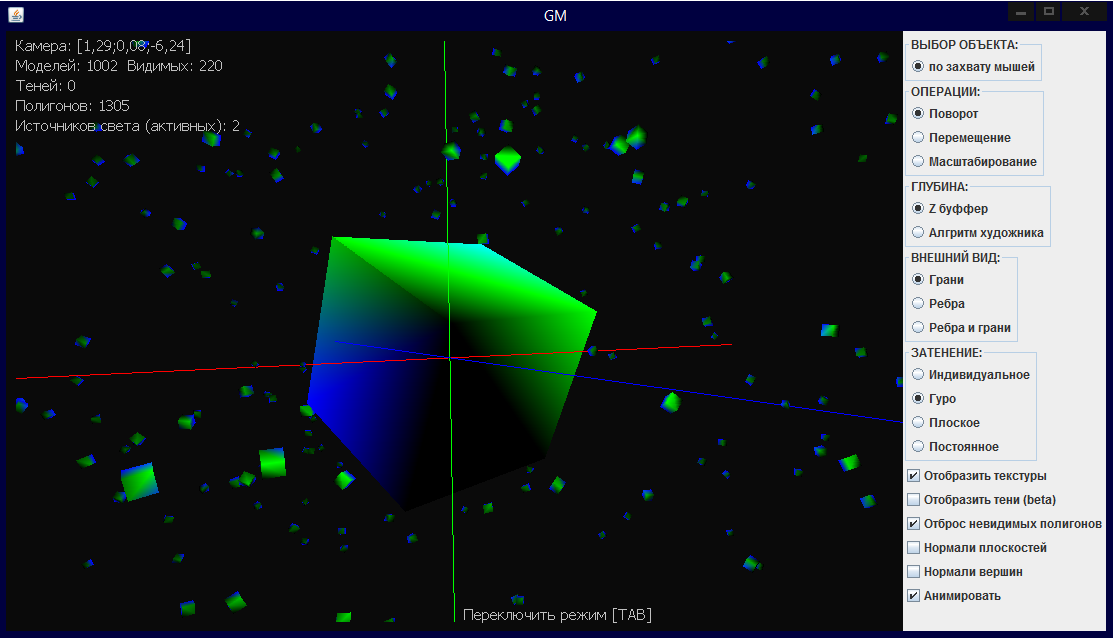 GM
Камера: [1,29;0,08;-6,24]
Моделей: 1002 Видимых: 220
Теней: 0
Полигонов: 1305
Источников света (активных): 2
Переключить режим [TAB]
ВЫБОР ОБЪЕКТА:
по захвату мышей
ОПЕРАЦИИ:
Поворот
Перемещение
Масштабирование
ГЛУБИНА:
Z буффер
Алгритм художника
ВНЕШНИЙ ВИД:
Грани
Ребра
Ребра и грани
ЗАТЕНЕНИЕ:
Индивидуальное
Гуро
Плоское
Постоянное
Отобразить текстуры
Отобразить тени (beta)
Отброс невидимых полигонов
Нормали плоскостей
Нормали вершин
Анимировать